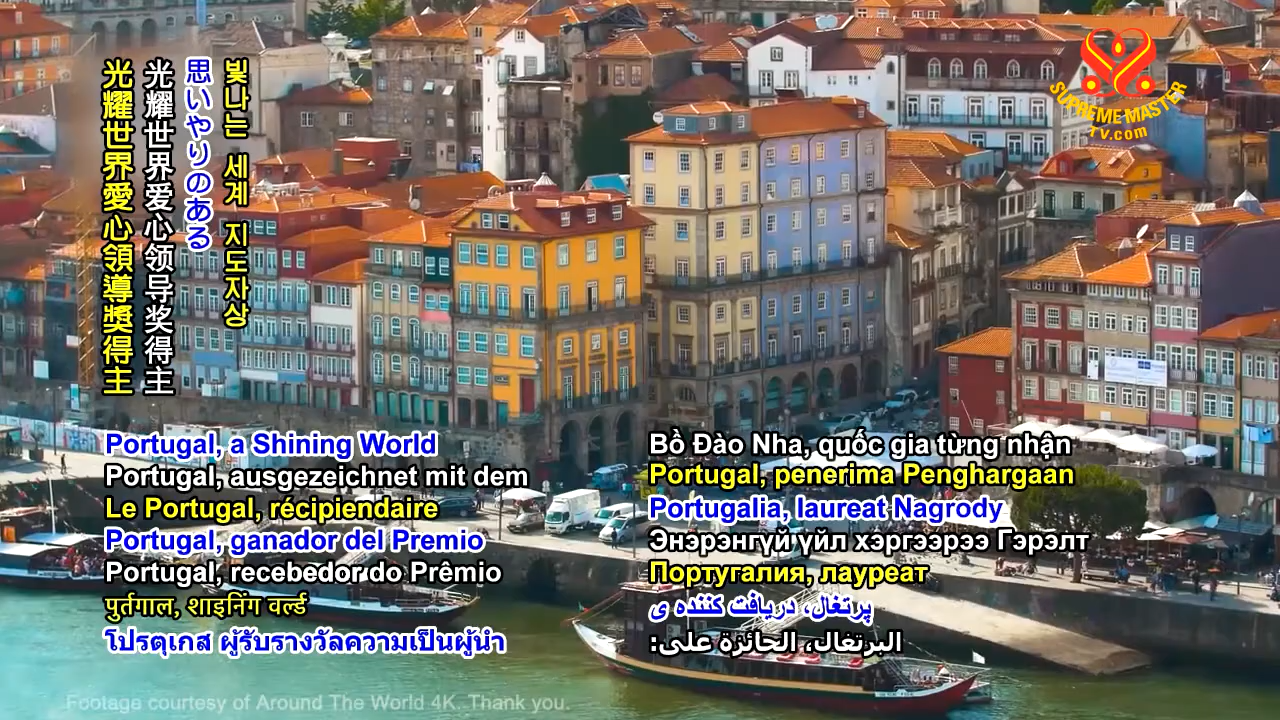 光耀世界愛心領導獎得主
光耀世界爱心领导奖得主
思いやりのある
빛나는 세계 지도자상
SUPREME MASTER
TV.com
Portugal, a Shining World
Portugal, ausgezeichnet mit dem
Le Portugal, récipiendaire
Portugal, ganador del Premio
Portugal, recebedor do Prêmio
पुर्तगाल, शाइनिंग वर्ल्ड
โปรตุเกส ผู้รับรางวัลความเป็นผู้นำ
Bồ Đào Nha, quốc gia từng nhận
Portugal, penerima Penghargaan
Portugalia, laureat Nagrody
Энэрэнгүй үйл хэргээрээ Гэрэлт
Португалия, лауреат
پرتغال، دریافت کننده ی
البرتغال، الحائزة على:
Footage courtesy of Around The World 4K. Thank you.